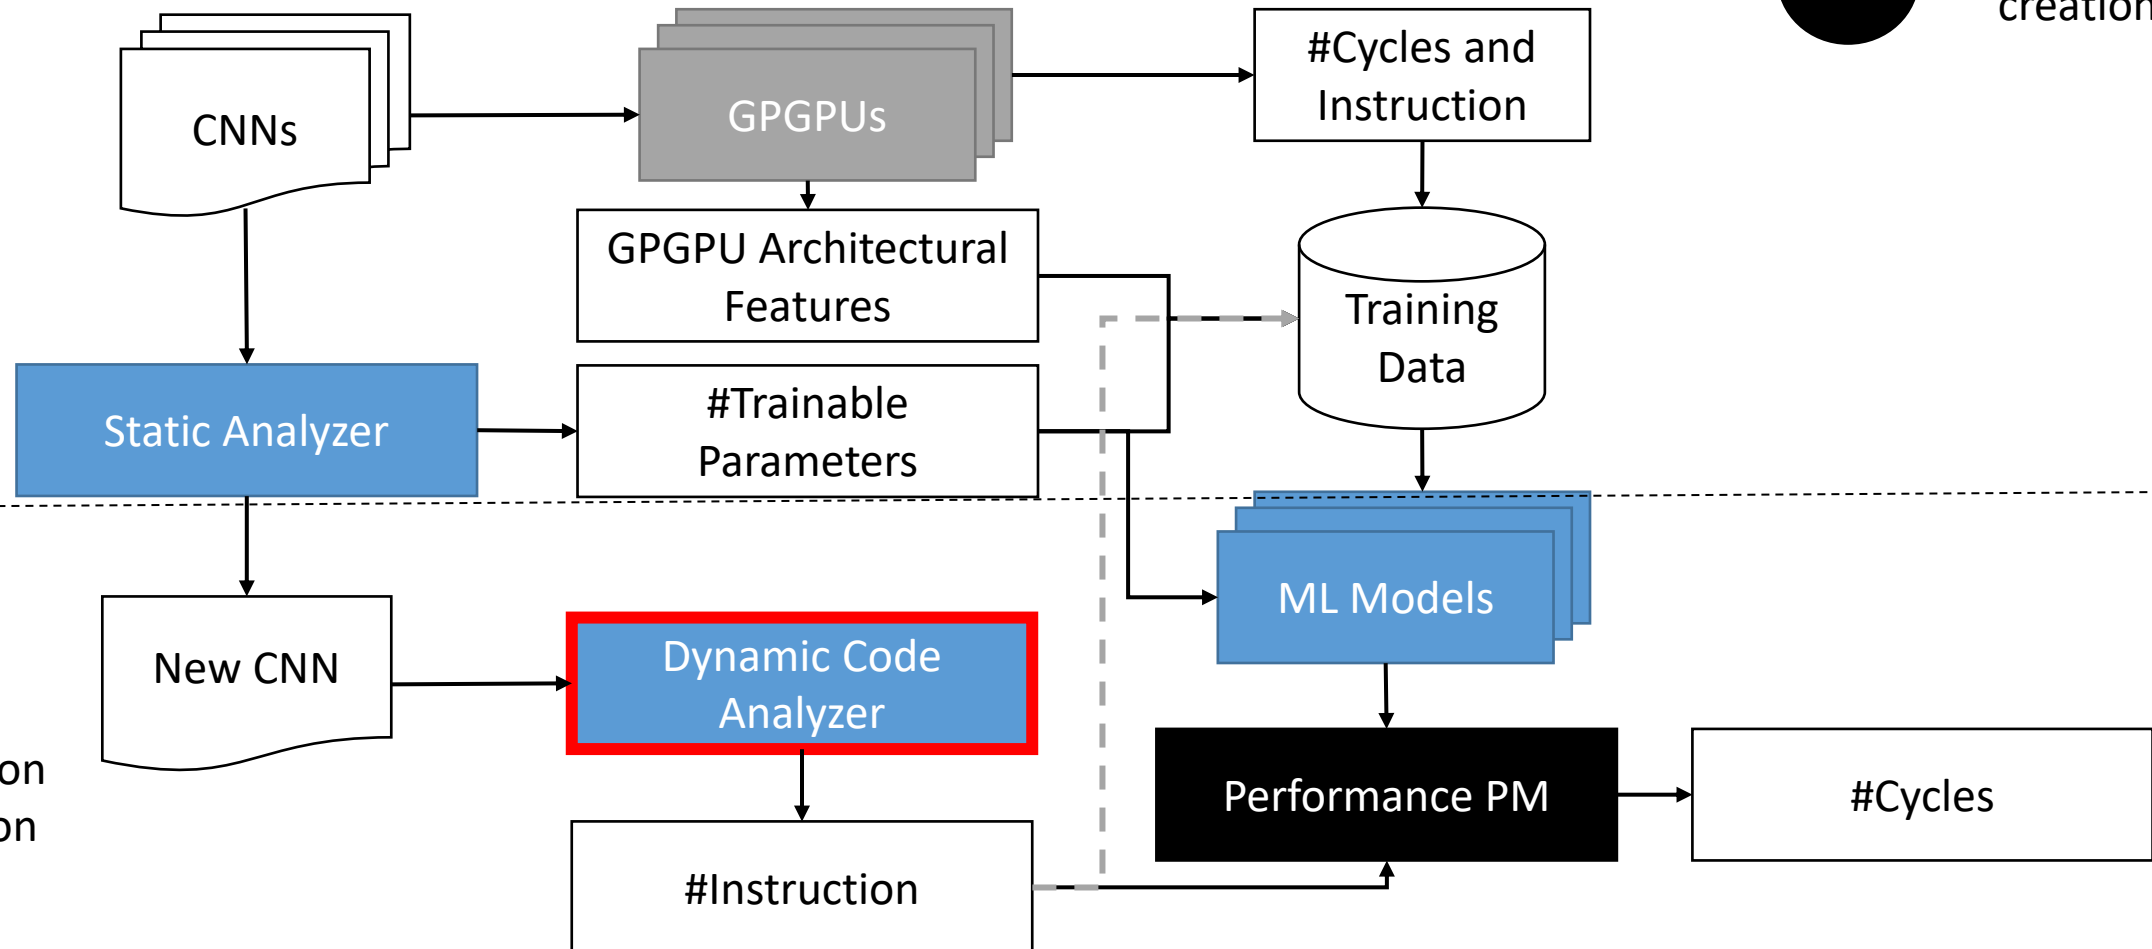 creation
#Cycles and
Instruction
CNNs
GPGPUs
GPGPU Architectural
Features
Training
Data
Static Analyzer
#Trainable
Parameters
New CNN
Dynamic Code
Analyzer
ML Models
on
on
Performance PM
#Cycles
#Instruction